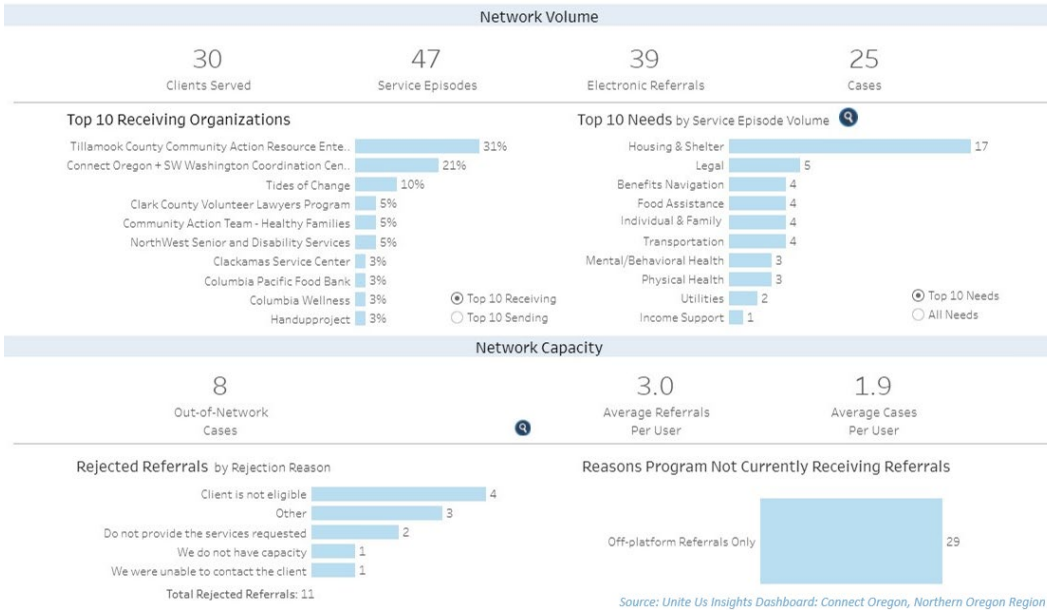 Network Volume
30 47 39 25
Clients Served Service Episodes Electronic Referrals Cases
Top 10 Receiving Organizations
Tillamook County Community Action Resource Ente.. 31%
Connect Oregon + SW Washington Coordination Cen.. 21%
Tides of Change 10%
Clark County Volunteer Lawyers Program 5%
Community Action Team - Healthy Families 5%
NorthWest Senior and Disability Services 5%
Clackamas Service Center 3%
Columbia Pacific Food Bank 3%
Columbia Wellness 3%
Handupproject 3%
Top 10 Receiving
Top 10 Sending
Top 10 Needs by Service Episode Volume
Housing & Shelter 17
Legal 5
Benefits Navigation 4
Food Assistance 4
Individual & Family 4
Transportation 4
Mental/Behavioral Health 3
Physical Health 3
Utilities 2
Income Support 1
Top 10 Needs
All Needs
Network Capacity
8 3.0 1.9
Out-of-Network Average Referrals Average Cases
Cases Per User Per User
Rejected Referrals by Rejection Reason
Client is not eligible 4
Other 3
Do not provide the services requested 2
We do not have capacity 1
We were unable to contact the client 1
Total Rejected Referrals: 11
Reasons Program Not Currently Receiving Referrals
Off-platform Referrals Only 29
Source: Unite Us Insights Dashboard: Connect Oregon, Northern Oregon Region